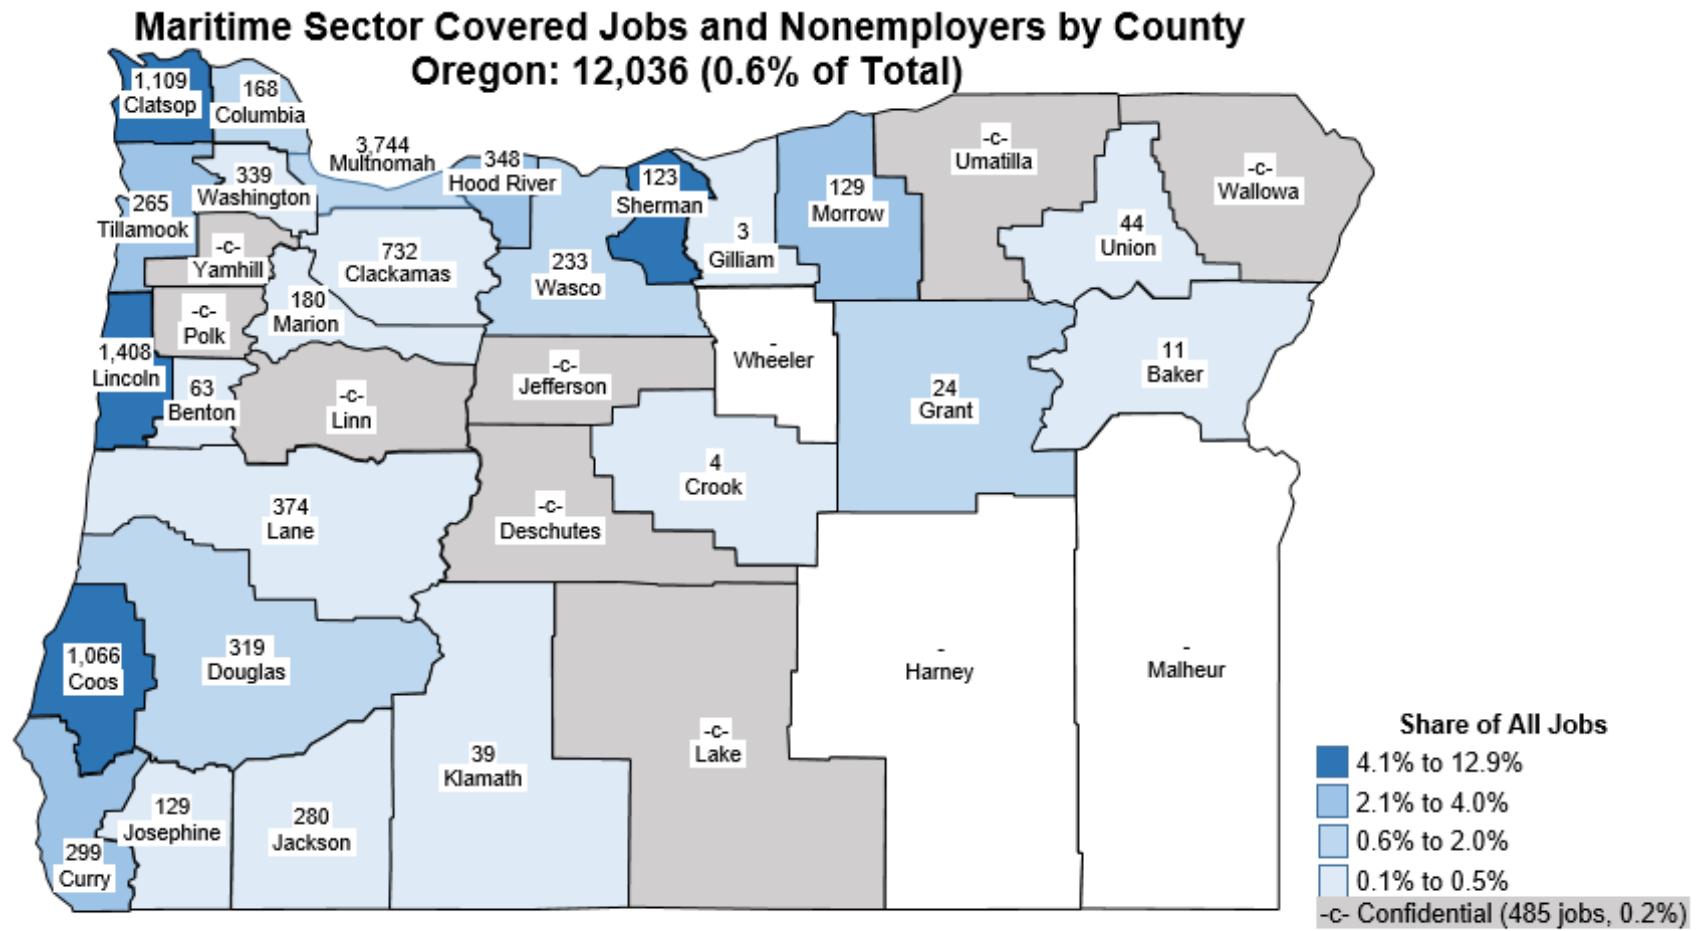 Maritime Sector Covered Jobs and Nonemployers by County
Oregon: 12,036 (0.6% of Total)
1,109
Clatsop
168
Columbia
3,744
Multnomah
348
Hood River
339
Washington
265
Tillamook
-c-
Yamhill
732
Clackamas
233
Wasco
123
Sherman
3
Gilliam
129
Morrow
-c-
Umatilla
44
Union
-c-
Wallowa
180
Marion
-c-
Polk
1,408
Lincoln
63
Benton
-c-
Linn
-c-
Jefferson
-
Wheeler
24
Grant
11
Baker
4
Crook
374
Lane
-c-
Deschutes
1,066
Coos
319
Douglas
-
Harney
-
Malheur
39
Klamath
-c-
Lake
129
Josephine
280
Jackson
299
Curry
Share of All Jobs
4.1% to 12.9%
2.1% to 4.0%
0.6% to 2.0%
0.1% to 0.5%
-c- Confidential (485 jobs, 0.2%)